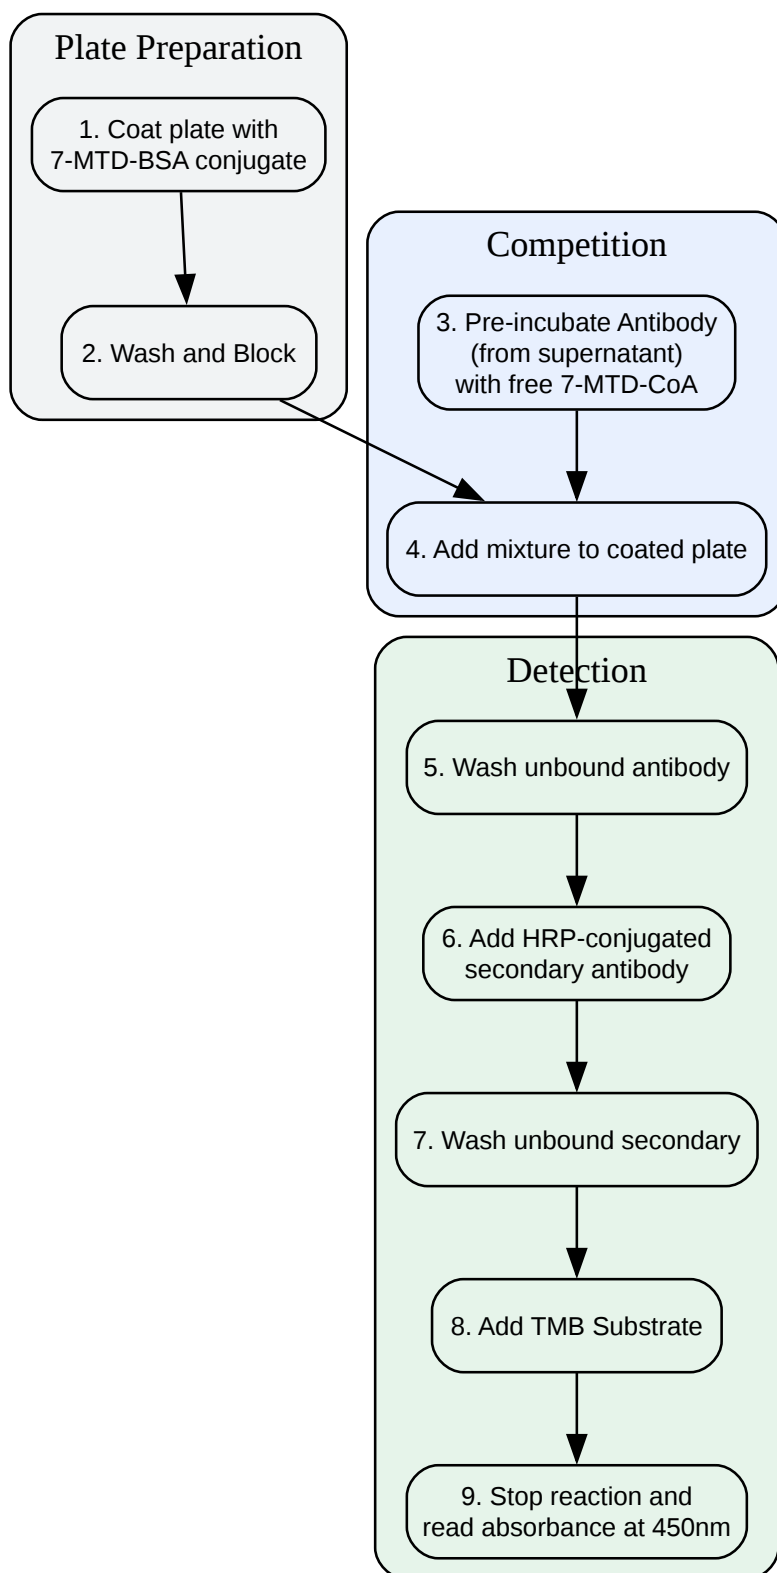 Plate Preparation
1. Coat plate with
7-MTD-BSA conjugate
2. Wash and Block
Competition
3. Pre-incubate Antibody
(from supernatant)
with free 7-MTD-CoA
4. Add mixture to coated plate
Detection
5. Wash unbound antibody
6. Add HRP-conjugated
secondary antibody
7. Wash unbound secondary
8. Add TMB Substrate
9. Stop reaction and
read absorbance at 450nm